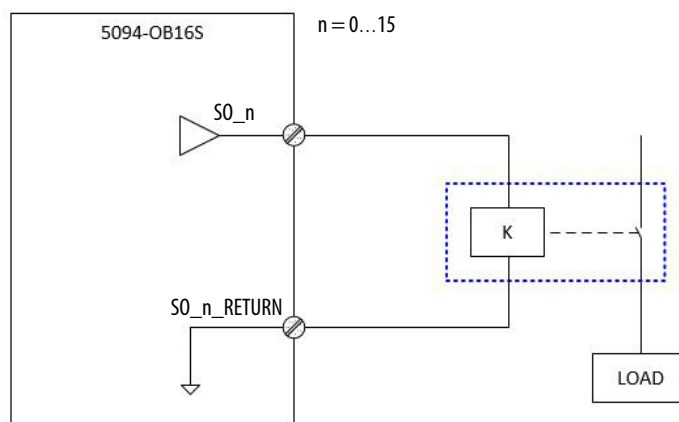 5094-OB16S
n = 0...15
SO_n
K
SO_n_RETURN
LOAD